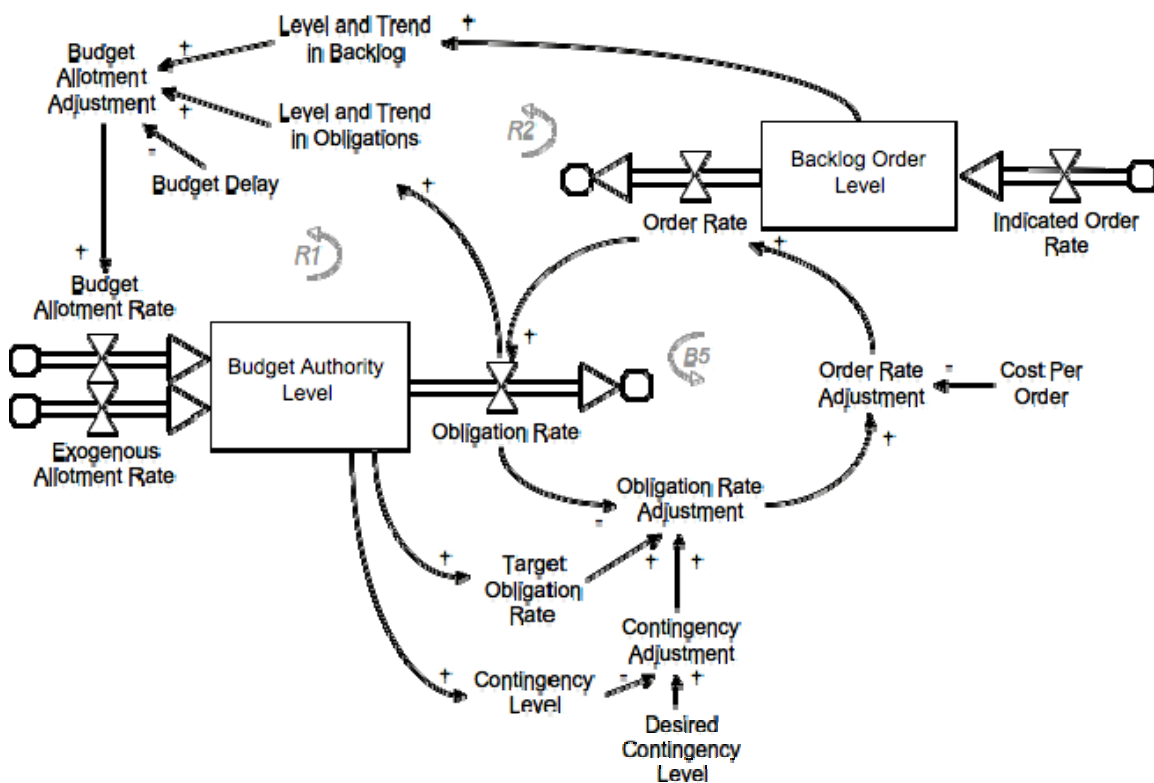 Level and Trend
in Backlog
+
+
Budget
Allotment
Adjustment
+
Level and Trend
in Obligations
-
Budget Delay
R2
Backlog Order
Level
Order Rate
Indicated Order
Rate
+
+
R1
+
+
Budget
Allotment Rate
+
B5
Budget Authority
Level
Order Rate
Adjustment
-
Cost Per
Order
Obligation Rate
+
Exogenous
Allotment Rate
Obligation Rate
Adjustment
-
+
Target
Obligation
Rate
+
+
Contingency
Adjustment
+
Contingency
Level
-
+
Desired
Contingency
Level